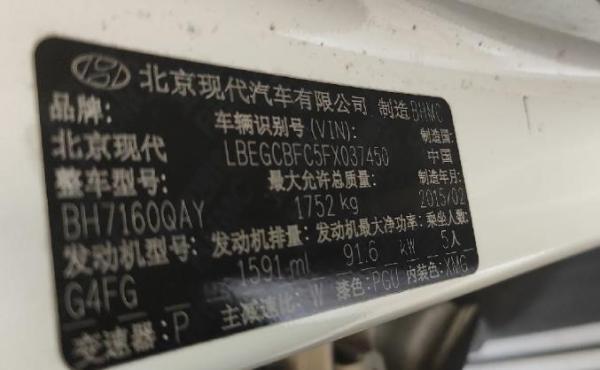 北京现代汽车有限公司 制造 BHMC
品牌: 车辆识别号(VIN): 制造国:
北京现代 LBEGCBFC5FX037450 中国
整车型号: 最大允许总质量: 制造年月:
BH7160QAY 1752 kg 2015/02
发动机型号: 发动机排量: 发动机最大净功率: 乘坐人数:
G4FG 1591 ml 91.6 kW 5人
变速器: P 主减速比: W 漆色: PGU 内装色: XMG